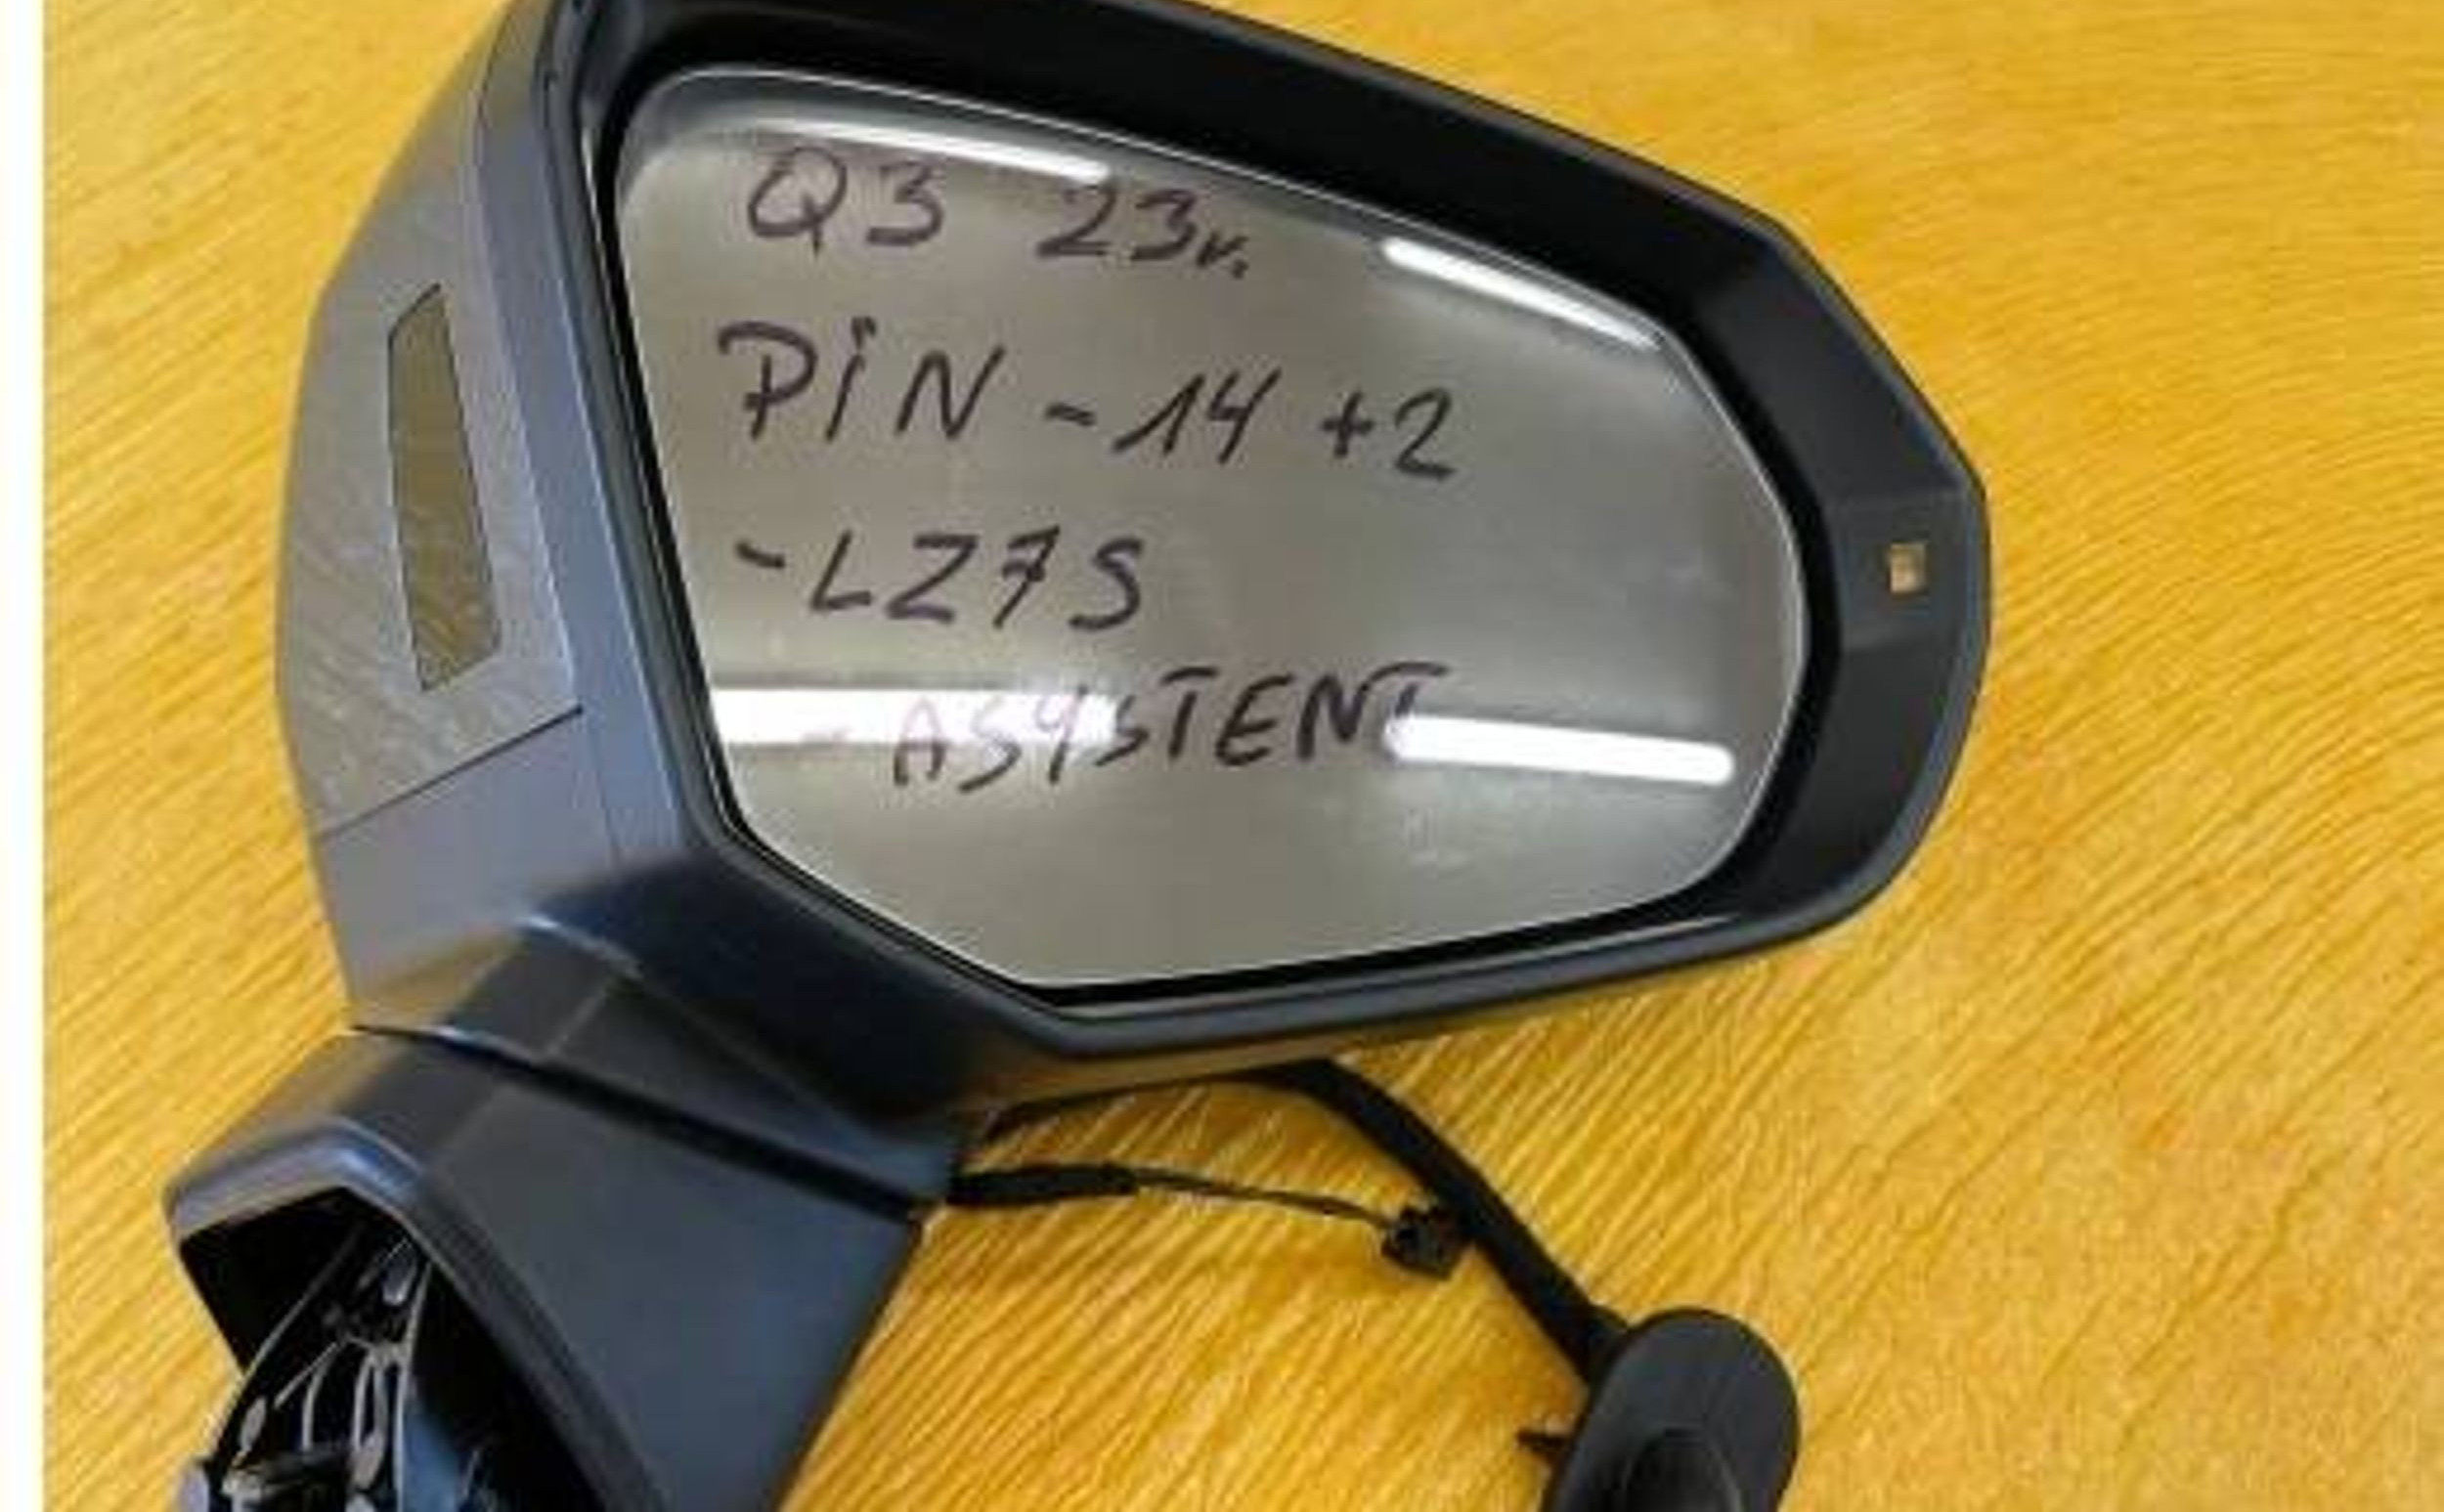 Q3 23r.
PiN - 14 + 2
- LZ7S
- ASYSTENT